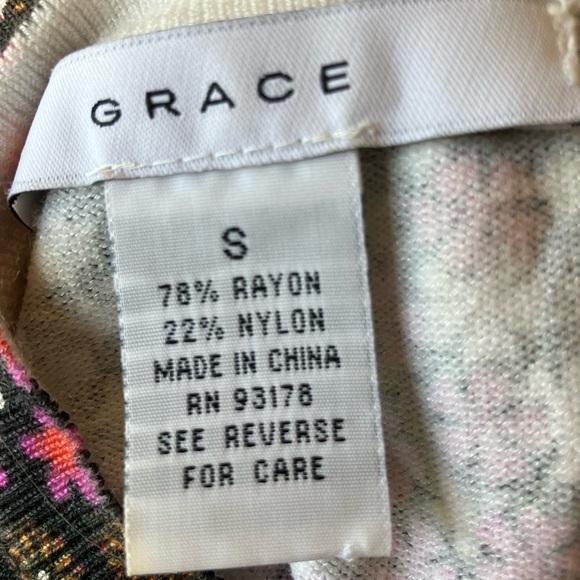 GRACE
S
78% RAYON
22% NYLON
MADE IN CHINA
RN 93178
SEE REVERSE
FOR CARE